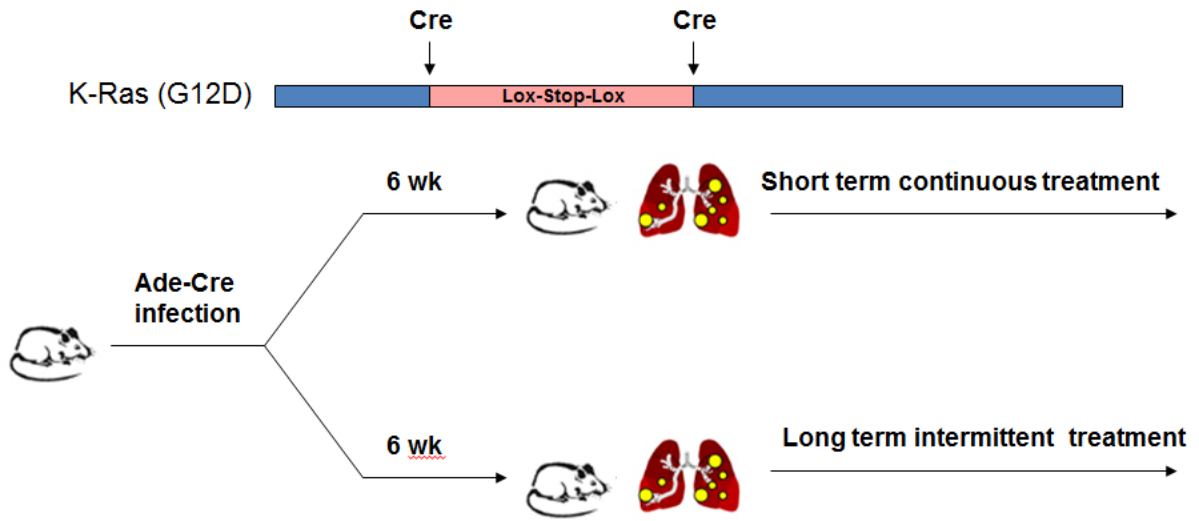 Cre
Cre
K-Ras (G12D)
Lox-Stop-Lox
6 wk
Short term continuous treatment
Ade-Cre
infection
6 wk
Long term intermittent treatment